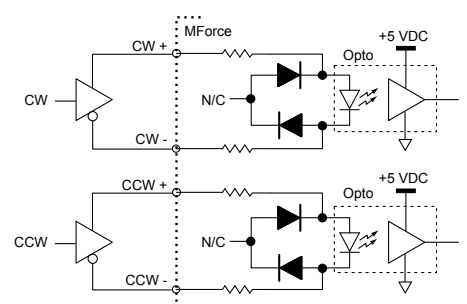 MForce
CW +
+5 VDC
Opto
CW
N/C
CW -
+5 VDC
CCW +
Opto
CCW
N/C
CCW -